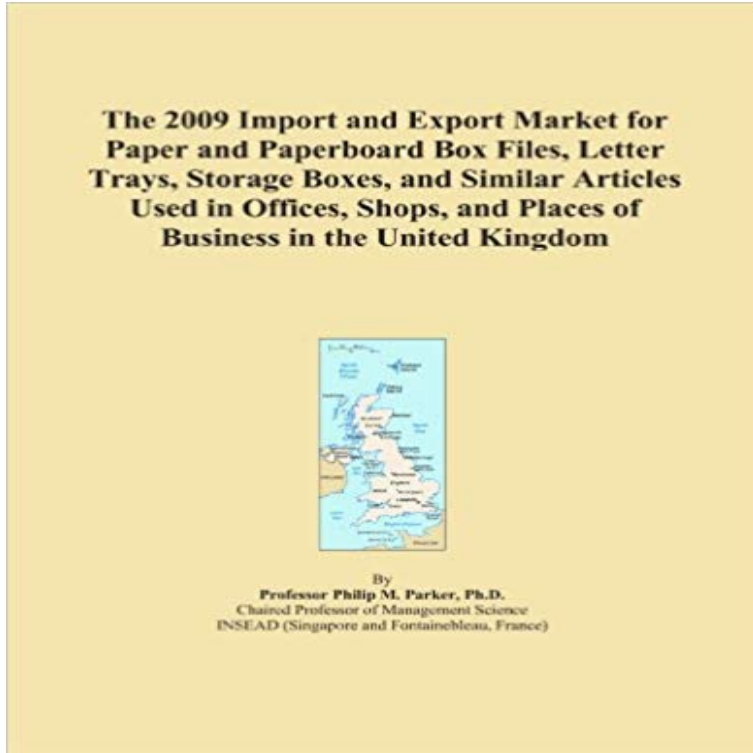 The 2009 Import and Export Market for
Paper and Paperboard Box Files, Letter
Trays, Storage Boxes, and Similar Articles
Used in Offices, Shops, and Places of
Business in the United Kingdom
By
Professor Philip M. Parker, Ph.D.
Chaired Professor of Management Science
INSEAD (Singapore and Fontainebleau, France)